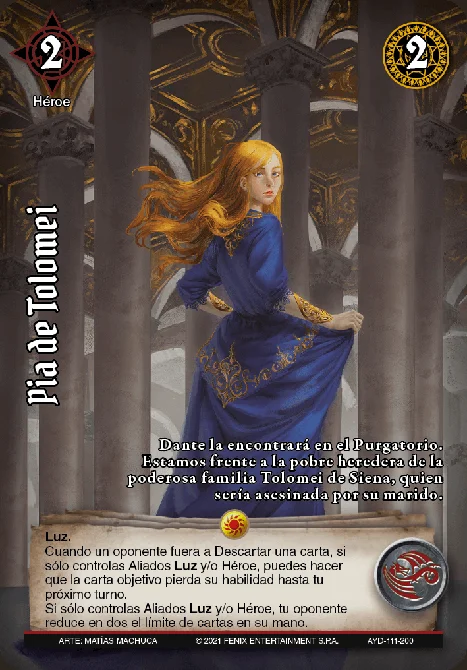 2
2
Héroe
Pia de Tolomei
Dante la encontrará en el Purgatorio.
Estamos frente a la pobre heredera de la
poderosa familia Tolomei de Siena, quien
sería asesinada por su marido.
Luz.
Cuando un oponente fuera a Descartar una carta, si
sólo controlas Aliados Luz y/o Héroe, puedes hacer
que la carta objetivo pierda su habilidad hasta tu
próximo turno.
Si sólo controlas Aliados Luz y/o Héroe, tu oponente
reduce en dos el límite de cartas en su mano.
ARTE: MATÍAS MACHUCA © 2021 FENIX ENTERTAINMENT S.P.A. AYD-111-200